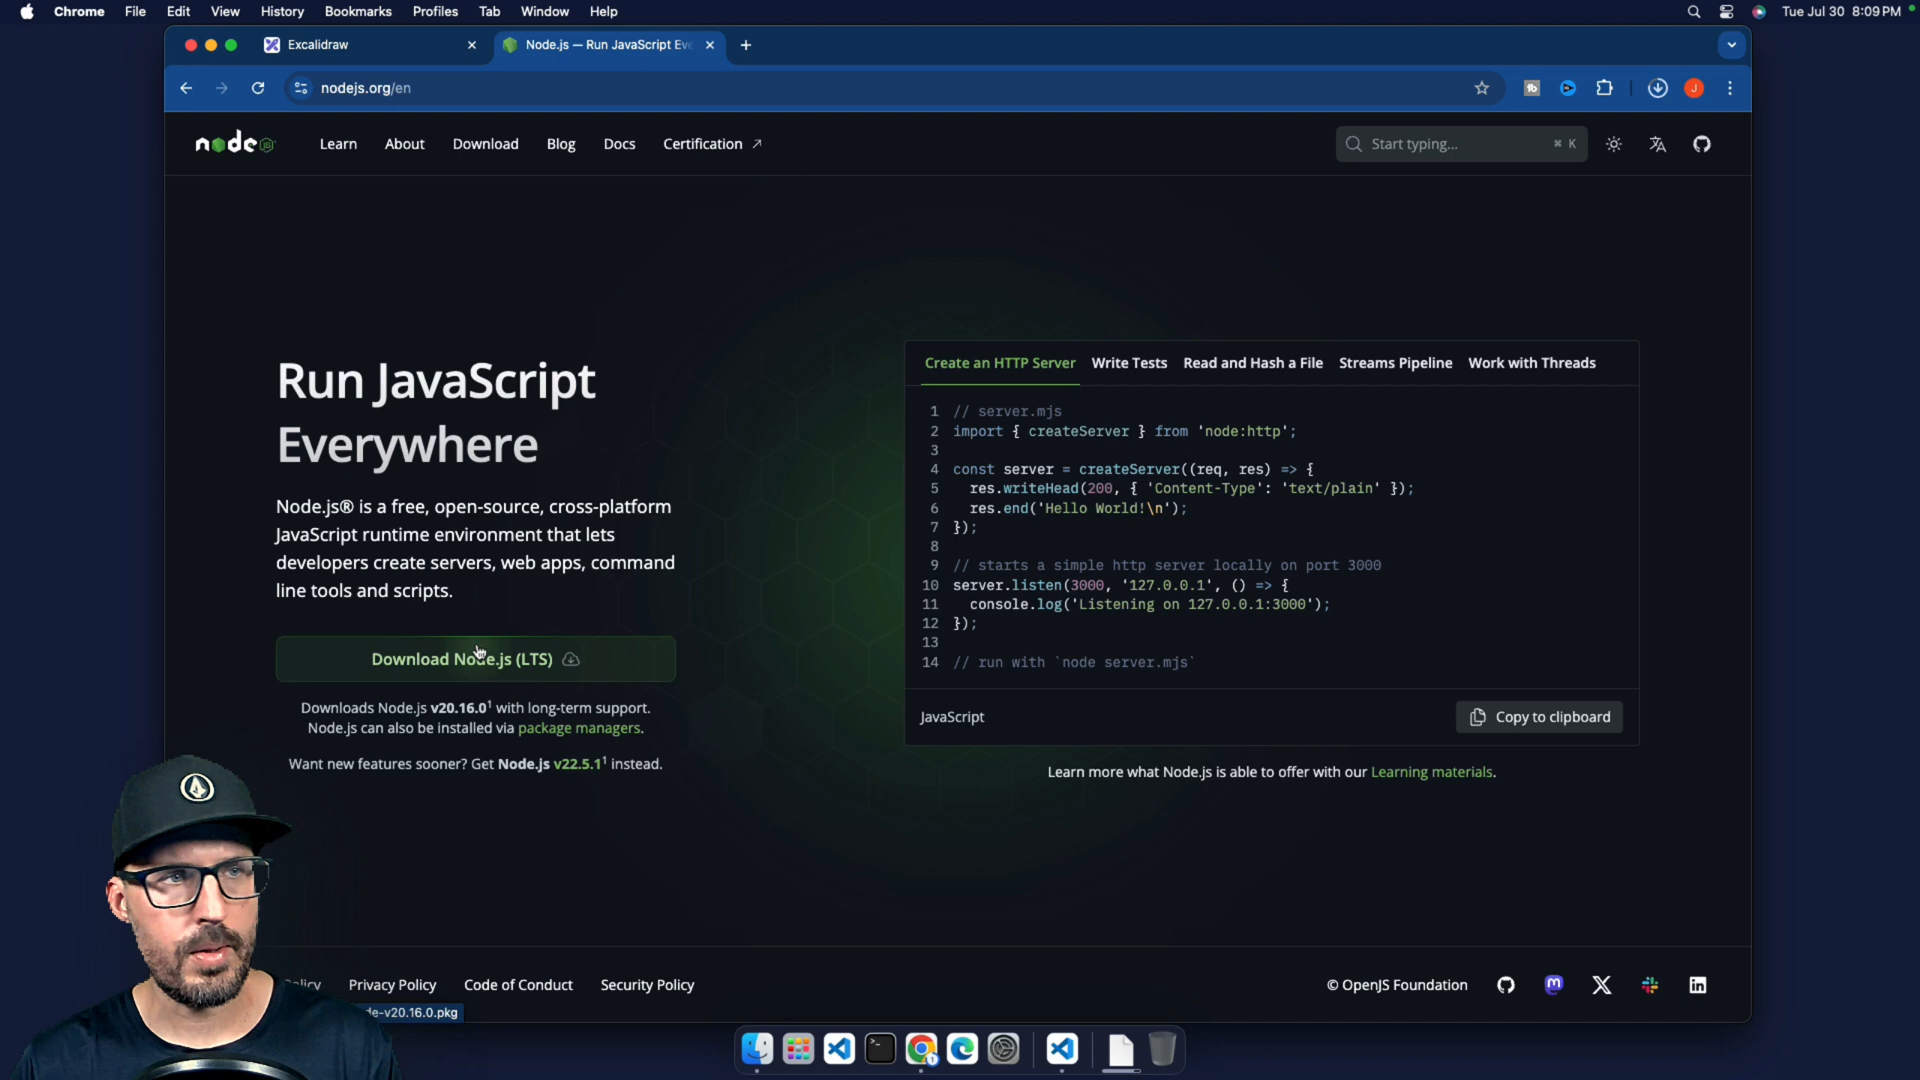 Chrome File Edit View History Bookmarks Profiles Tab Window Help Tue Jul 30 8:09 PM
Excalidraw Node.js — Run JavaScript Eve
nodejs.org/en J
node JS Learn About Download Blog Docs Certification ↗ Start typing... ⌘ K
Run JavaScript
Everywhere
Node.js® is a free, open-source, cross-platform
JavaScript runtime environment that lets
developers create servers, web apps, command
line tools and scripts.
Download Node.js (LTS)
Downloads Node.js v20.16.0¹ with long-term support.
Node.js can also be installed via package managers.
Want new features sooner? Get Node.js v22.5.1¹ instead.
Create an HTTP Server Write Tests Read and Hash a File Streams Pipeline Work with Threads
1 // server.mjs
2 import { createServer } from 'node:http';
3
4 const server = createServer((req, res) => {
5 res.writeHead(200, { 'Content-Type': 'text/plain' });
6 res.end('Hello World!\n');
7 });
8
9 // starts a simple http server locally on port 3000
10 server.listen(3000, '127.0.0.1', () => {
11 console.log('Listening on 127.0.0.1:3000');
12 });
13
14 // run with `node server.mjs`
JavaScript Copy to clipboard
Learn more what Node.js is able to offer with our Learning materials.
Policy Privacy Policy Code of Conduct Security Policy © OpenJS Foundation
de-v20.16.0.pkg